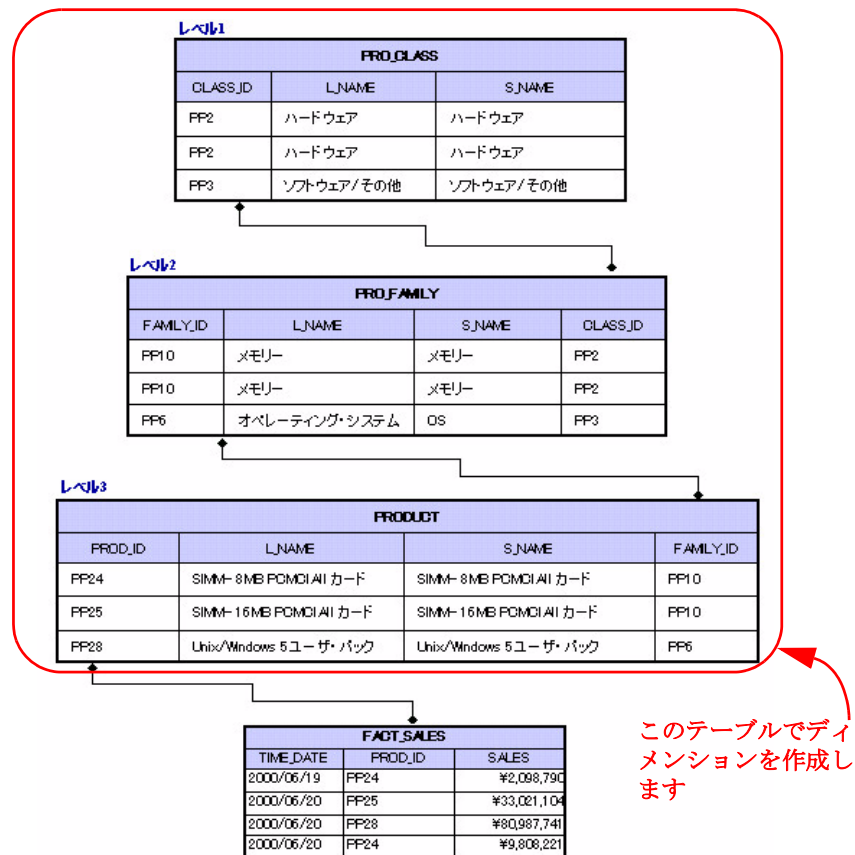 レベル1
PRO_CLASS
CLASS_ID L_NAME S_NAME
PP2 ハードウェア ハードウェア
PP2 ハードウェア ハードウェア
PP3 ソフトウェア/その他 ソフトウェア/その他
レベル2
PRO_FAMILY
FAMILY_ID L_NAME S_NAME CLASS_ID
PP10 メモリー メモリー PP2
PP10 メモリー メモリー PP2
PP6 オペレーティング・システム OS PP3
レベル3
PRODUCT
PROD_ID L_NAME S_NAME FAMILY_ID
PP24 SIMM- 8MB PCMCIAII カード SIMM- 8MB PCMCIAII カード PP10
PP25 SIMM- 16MB PCMCIAII カード SIMM- 16MB PCMCIAII カード PP10
PP28 Unix/Windows 5ユーザ・パック Unix/Windows 5ユーザ・パック PP6
FACT_SALES
TIME_DATE PROD_ID SALES
2000/06/19 PP24 ¥2,098,790
2000/06/20 PP25 ¥33,021,104
2000/06/20 PP28 ¥80,987,741
2000/06/20 PP24 ¥9,808,221
このテーブルでディ
メンションを作成し
ます